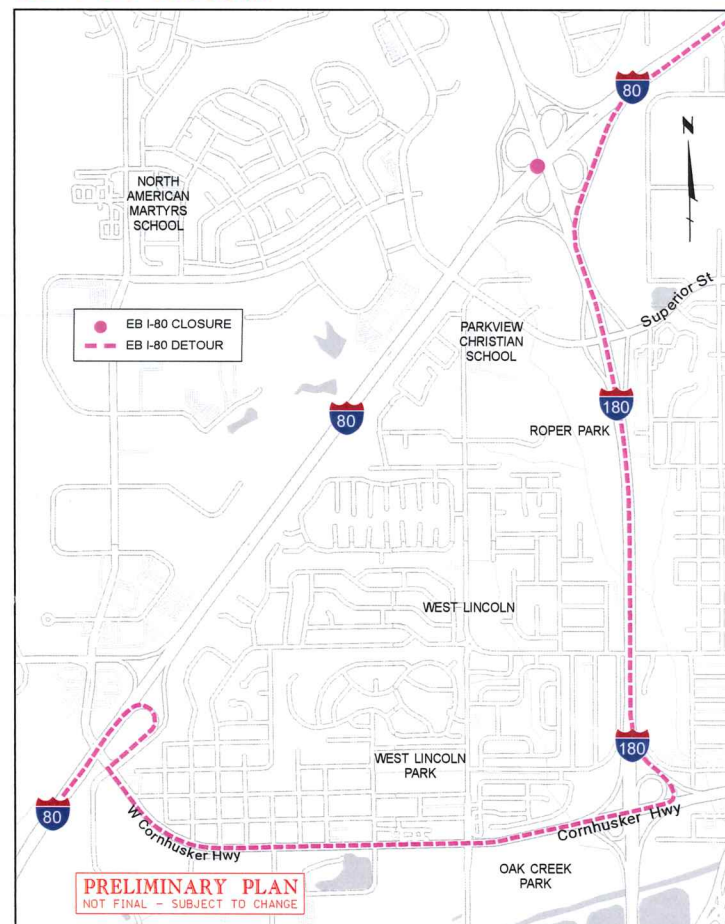 80
N
NORTH
AMERICAN
MARTYRS
SCHOOL
Superior St
EB I-80 CLOSURE
EB I-80 DETOUR
PARKVIEW
CHRISTIAN
SCHOOL
80
180
ROPER PARK
WEST LINCOLN
180
WEST LINCOLN
PARK
80
W Cornhusker Hwy
Cornhusker Hwy
OAK CREEK
PARK
PRELIMINARY PLAN
NOT FINAL – SUBJECT TO CHANGE